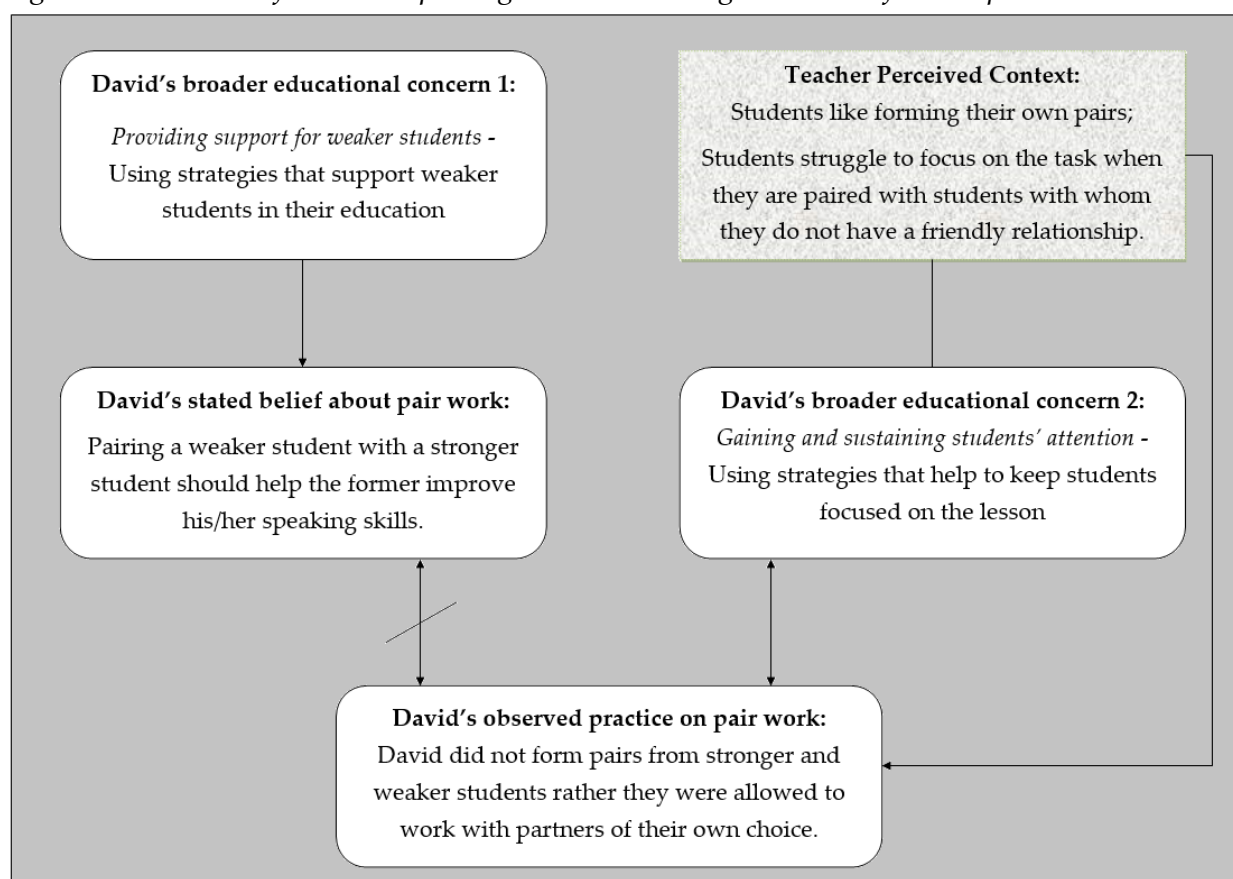 David's broader educational concern 1:
Providing support for weaker students -
Using strategies that support weaker
students in their education
Teacher Perceived Context:
Students like forming their own pairs;
Students struggle to focus on the task when
they are paired with students with whom
they do not have a friendly relationship.
David's stated belief about pair work:
Pairing a weaker student with a stronger
student should help the former improve
his/her speaking skills.
David's broader educational concern 2:
Gaining and sustaining students' attention -
Using strategies that help to keep students
focused on the lesson
David's observed practice on pair work:
David did not form pairs from stronger and
weaker students rather they were allowed to
work with partners of their own choice.